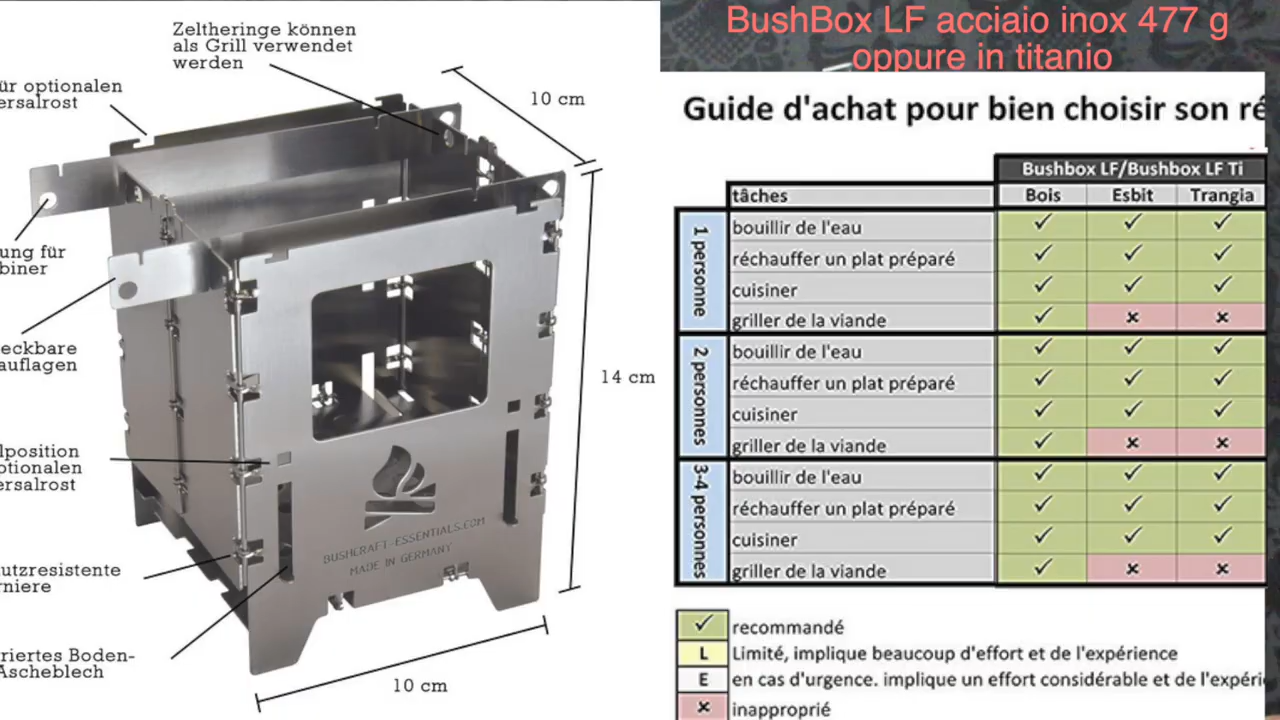 Zeltheringe können
als Grill verwendet
werden
ür optionalen
ersalrost
10 cm
ung für
biner
eckbare
auflagen
14 cm
lposition
otionalen
ersalrost
BUSHCRAFT-ESSENTIALS.COM
MADE IN GERMANY
utzresistente
rniere
riertes Boden-
Ascheblech
10 cm
BushBox LF acciaio inox 477 g
oppure in titanio
Guide d'achat pour bien choisir son ré
Bushbox LF/Bushbox LF Ti
tâches Bois Esbit Trangia
1 personne
bouillir de l'eau ✓ ✓ ✓
réchauffer un plat préparé ✓ ✓ ✓
cuisiner ✓ ✓ ✓
griller de la viande ✓ × ×
2 personnes
bouillir de l'eau ✓ ✓ ✓
réchauffer un plat préparé ✓ ✓ ✓
cuisiner ✓ ✓ ✓
griller de la viande ✓ × ×
3-4 personnes
bouillir de l'eau ✓ ✓ ✓
réchauffer un plat préparé ✓ ✓ ✓
cuisiner ✓ ✓ ✓
griller de la viande ✓ × ×
✓ recommandé
L Limité, implique beaucoup d'effort et de l'expérience
E en cas d'urgence. implique un effort considérable et de l'expéri
× inapproprié